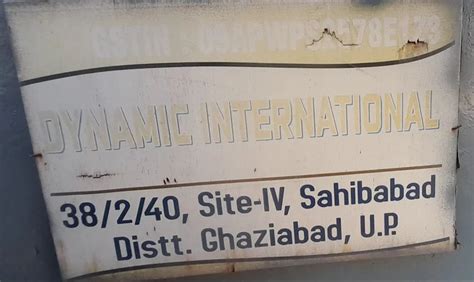 GSTIN
DYNAMIC INTERNATIONAL
38/2/40, Site-IV, Sahibabad
Distt. Ghaziabad, U.P.